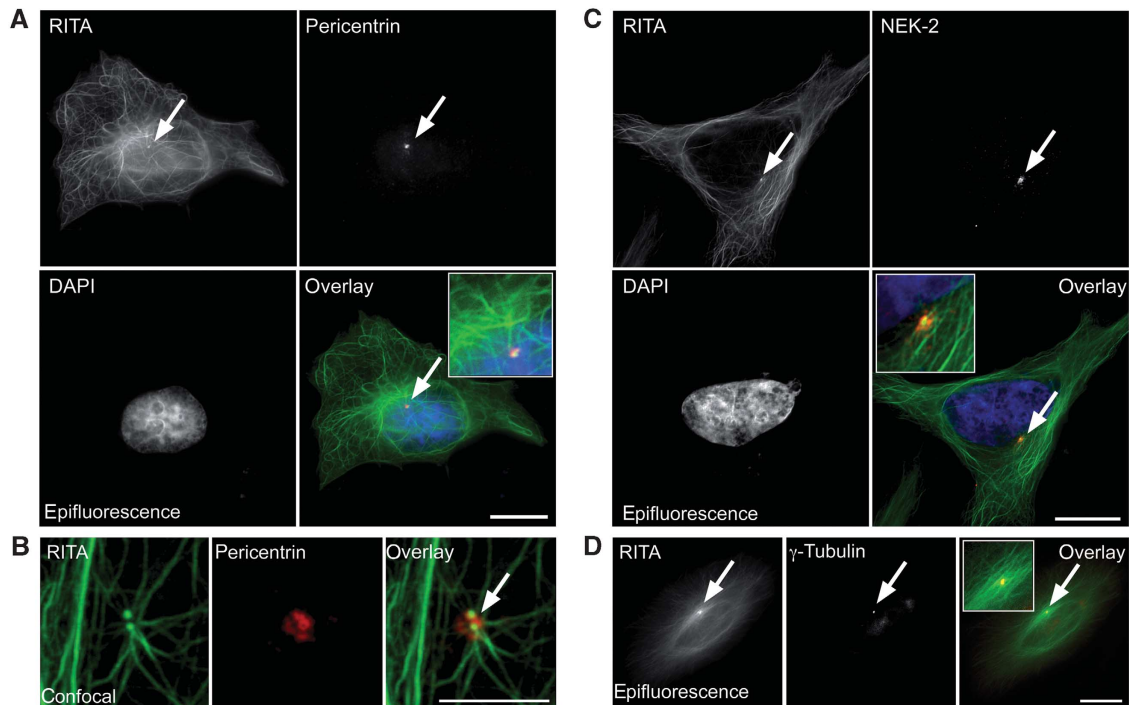 A
RITA
Pericentrin
DAPI
Overlay
Epifluorescence
B
RITA
Pericentrin
Overlay
Confocal
C
RITA
NEK-2
DAPI
Overlay
Epifluorescence
D
RITA
γ-Tubulin
Overlay
Epifluorescence